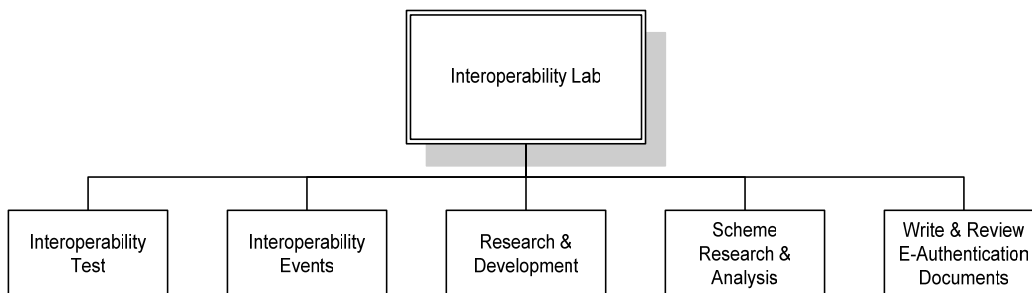 Interoperability Lab
Interoperability
Test
Interoperability
Events
Research &
Development
Scheme
Research &
Analysis
Write & Review
E-Authentication
Documents